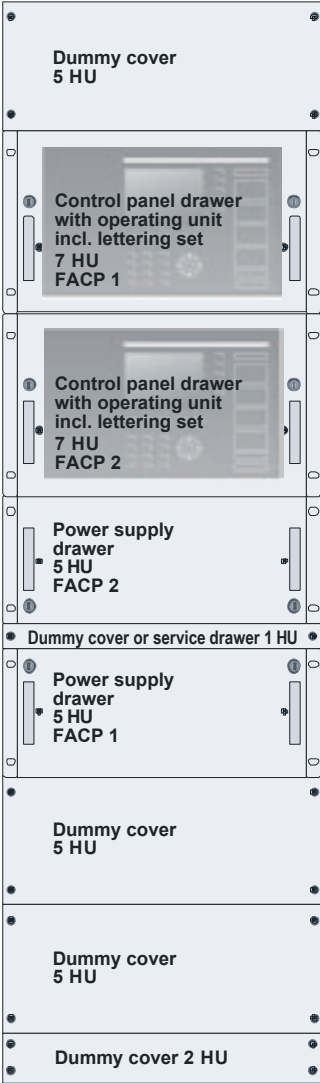 Dummy cover
5 HU
Control panel drawer
with operating unit
incl. lettering set
7 HU
FACP 1
Control panel drawer
with operating unit
incl. lettering set
7 HU
FACP 2
Power supply
drawer
5 HU
FACP 2
Dummy cover or service drawer 1 HU
Power supply
drawer
5 HU
FACP 1
Dummy cover
5 HU
Dummy cover
5 HU
Dummy cover 2 HU